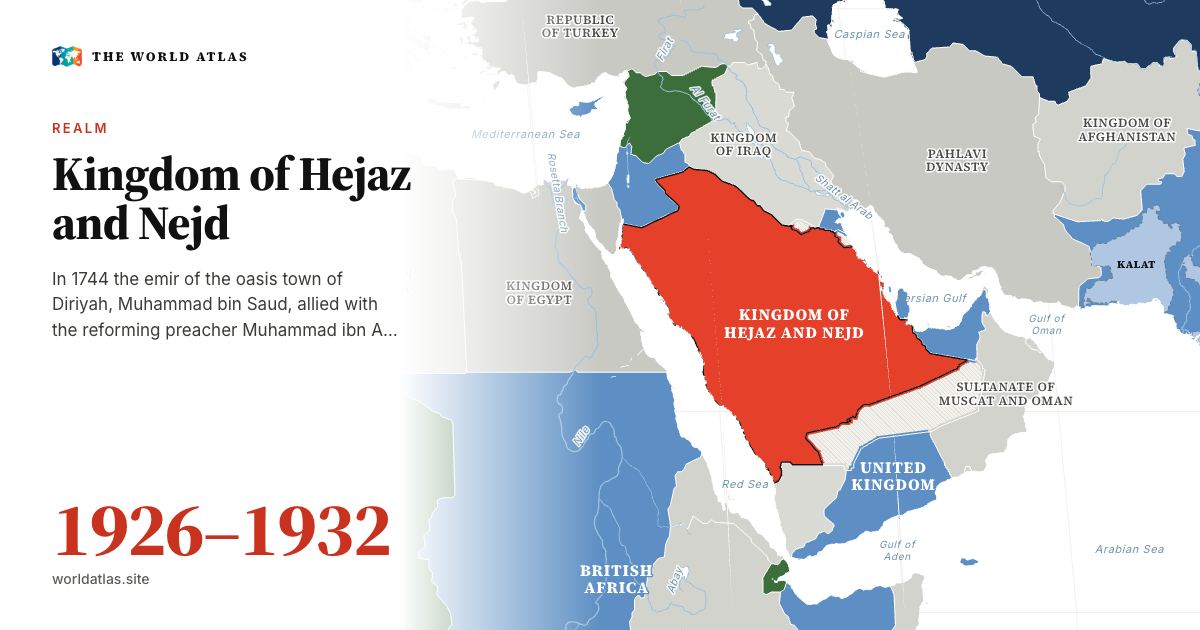 THE WORLD ATLAS
REALM
Kingdom of Hejaz
and Nejd
In 1744 the emir of the oasis town of
Diriyah, Muhammad bin Saud, allied with
the reforming preacher Muhammad ibn A...
1926–1932
worldatlas.site
REPUBLIC
OF TURKEY
Caspian Sea
Firat
Al Furat
Mediterranean Sea
KINGDOM
OF IRAQ
KINGDOM OF
AFGHANISTAN
PAHLAVI
DYNASTY
Rosetta Branch
Shatt al Arab
KALAT
KINGDOM
OF EGYPT
ersian Gulf
KINGDOM OF
HEJAZ AND NEJD
Gulf of
Oman
SULTANATE OF
MUSCAT AND OMAN
Nile
UNITED
KINGDOM
Red Sea
Gulf of
Aden
Arabian Sea
BRITISH
AFRICA
Abay